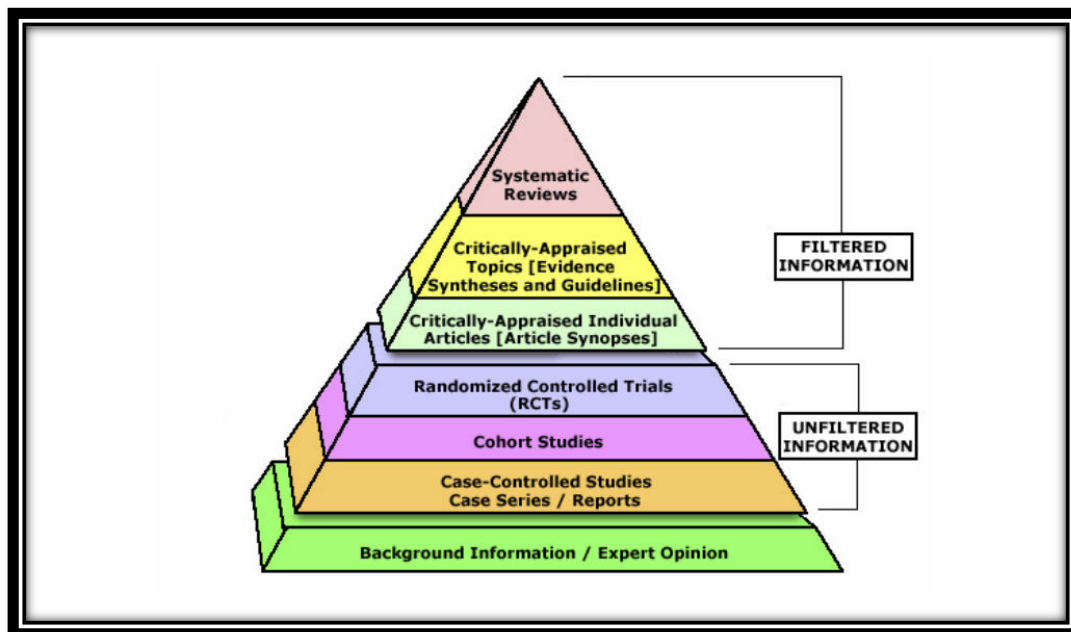 Systematic
Reviews
Critically-Appraised
Topics [Evidence
Syntheses and Guidelines]
FILTERED
INFORMATION
Critically-Appraised Individual
Articles [Article Synopses]
Randomized Controlled Trials
(RCTs)
UNFILTERED
INFORMATION
Cohort Studies
Case-Controlled Studies
Case Series / Reports
Background Information / Expert Opinion